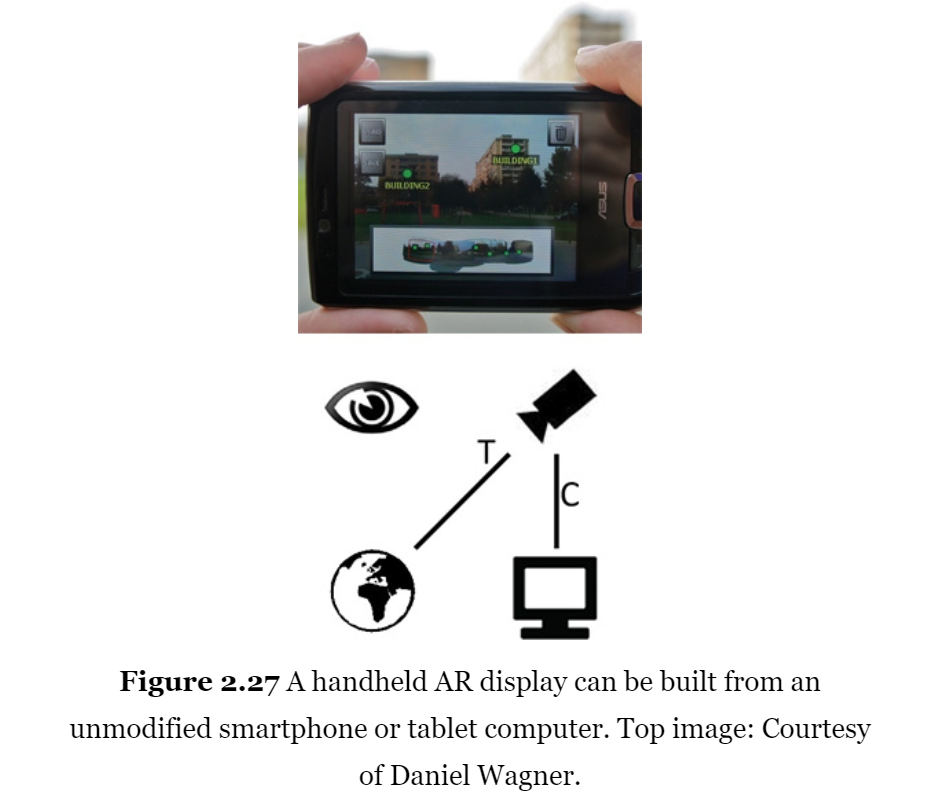 BUILDING1
BUILDING2
ASUS
T
C
Figure 2.27 A handheld AR display can be built from an
unmodified smartphone or tablet computer. Top image: Courtesy
of Daniel Wagner.